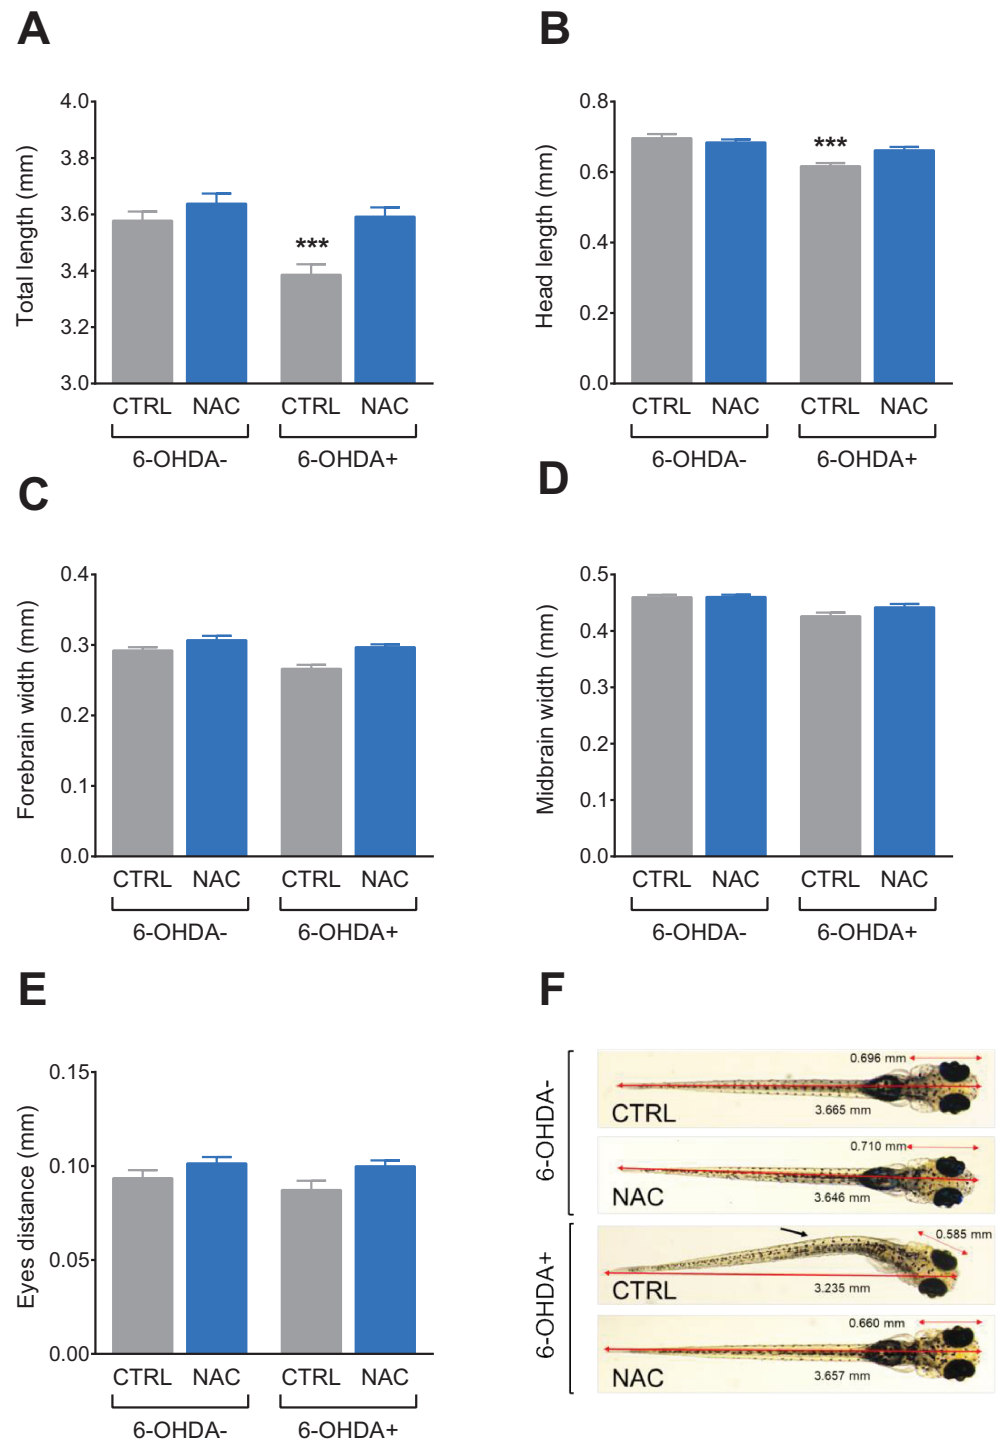 A
Total length (mm)
4.0
3.8
3.6
3.4
3.2
3.0
***
CTRL NAC CTRL NAC
6-OHDA- 6-OHDA+
B
Head length (mm)
0.8
0.6
0.4
0.2
0.0
***
CTRL NAC CTRL NAC
6-OHDA- 6-OHDA+
C
Forebrain width (mm)
0.4
0.3
0.2
0.1
0.0
CTRL NAC CTRL NAC
6-OHDA- 6-OHDA+
D
Midbrain width (mm)
0.5
0.4
0.3
0.2
0.1
0.0
CTRL NAC CTRL NAC
6-OHDA- 6-OHDA+
E
Eyes distance (mm)
0.15
0.10
0.05
0.00
CTRL NAC CTRL NAC
6-OHDA- 6-OHDA+
F
6-OHDA-
0.696 mm
CTRL
3.665 mm
0.710 mm
NAC
3.646 mm
6-OHDA+
0.585 mm
CTRL
3.235 mm
0.660 mm
NAC
3.657 mm